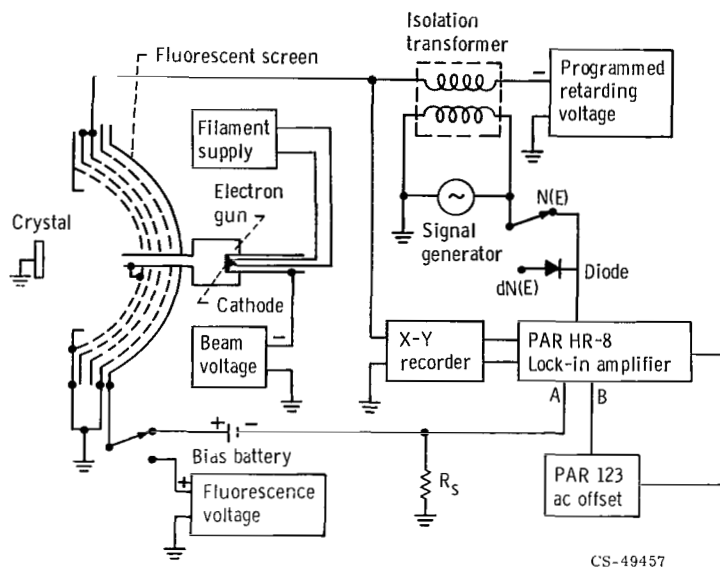 Isolation
transformer
Fluorescent screen
Programmed
retarding
voltage
−
Filament
supply
Electron
gun
N(E)
Crystal
Signal
generator
Diode
dN(E)
Cathode
Beam
voltage
−
X-Y
recorder
PAR HR-8
Lock-in amplifier
A
B
+ −
Bias battery
+
Fluorescence
voltage
RS
PAR 123
ac offset
CS-49457